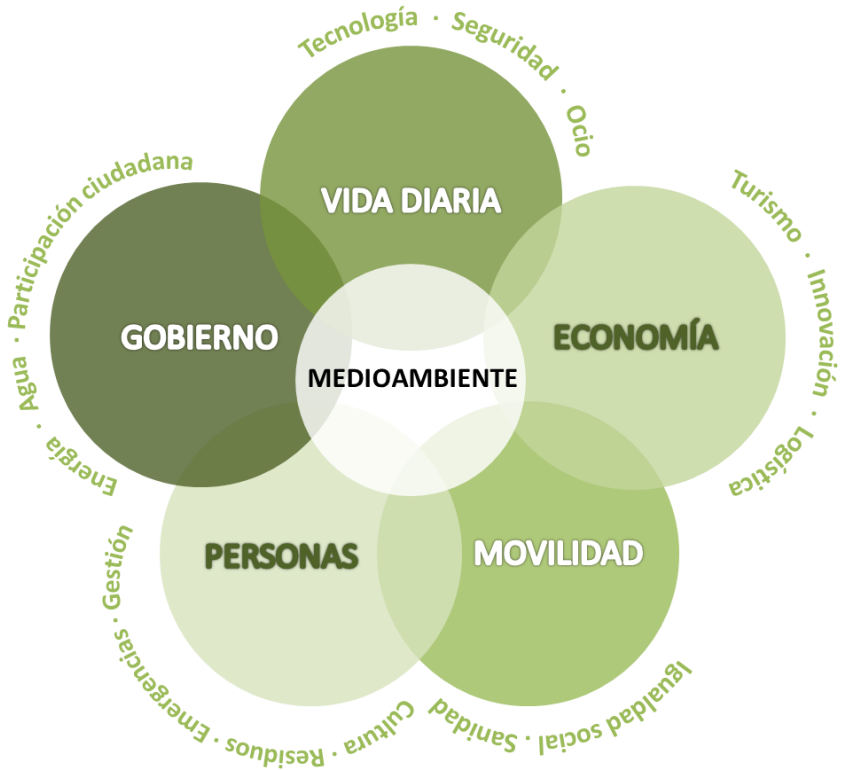 Tecnología · Seguridad · Ocio
VIDA DIARIA
Turismo · Innovación · Logística
ECONOMÍA
Igualdad social . Sanidad
MOVILIDAD
Cultura · Residuos · Emergencias · Gestión
PERSONAS
Energía · Agua · Participación ciudadana
GOBIERNO
MEDIOAMBIENTE